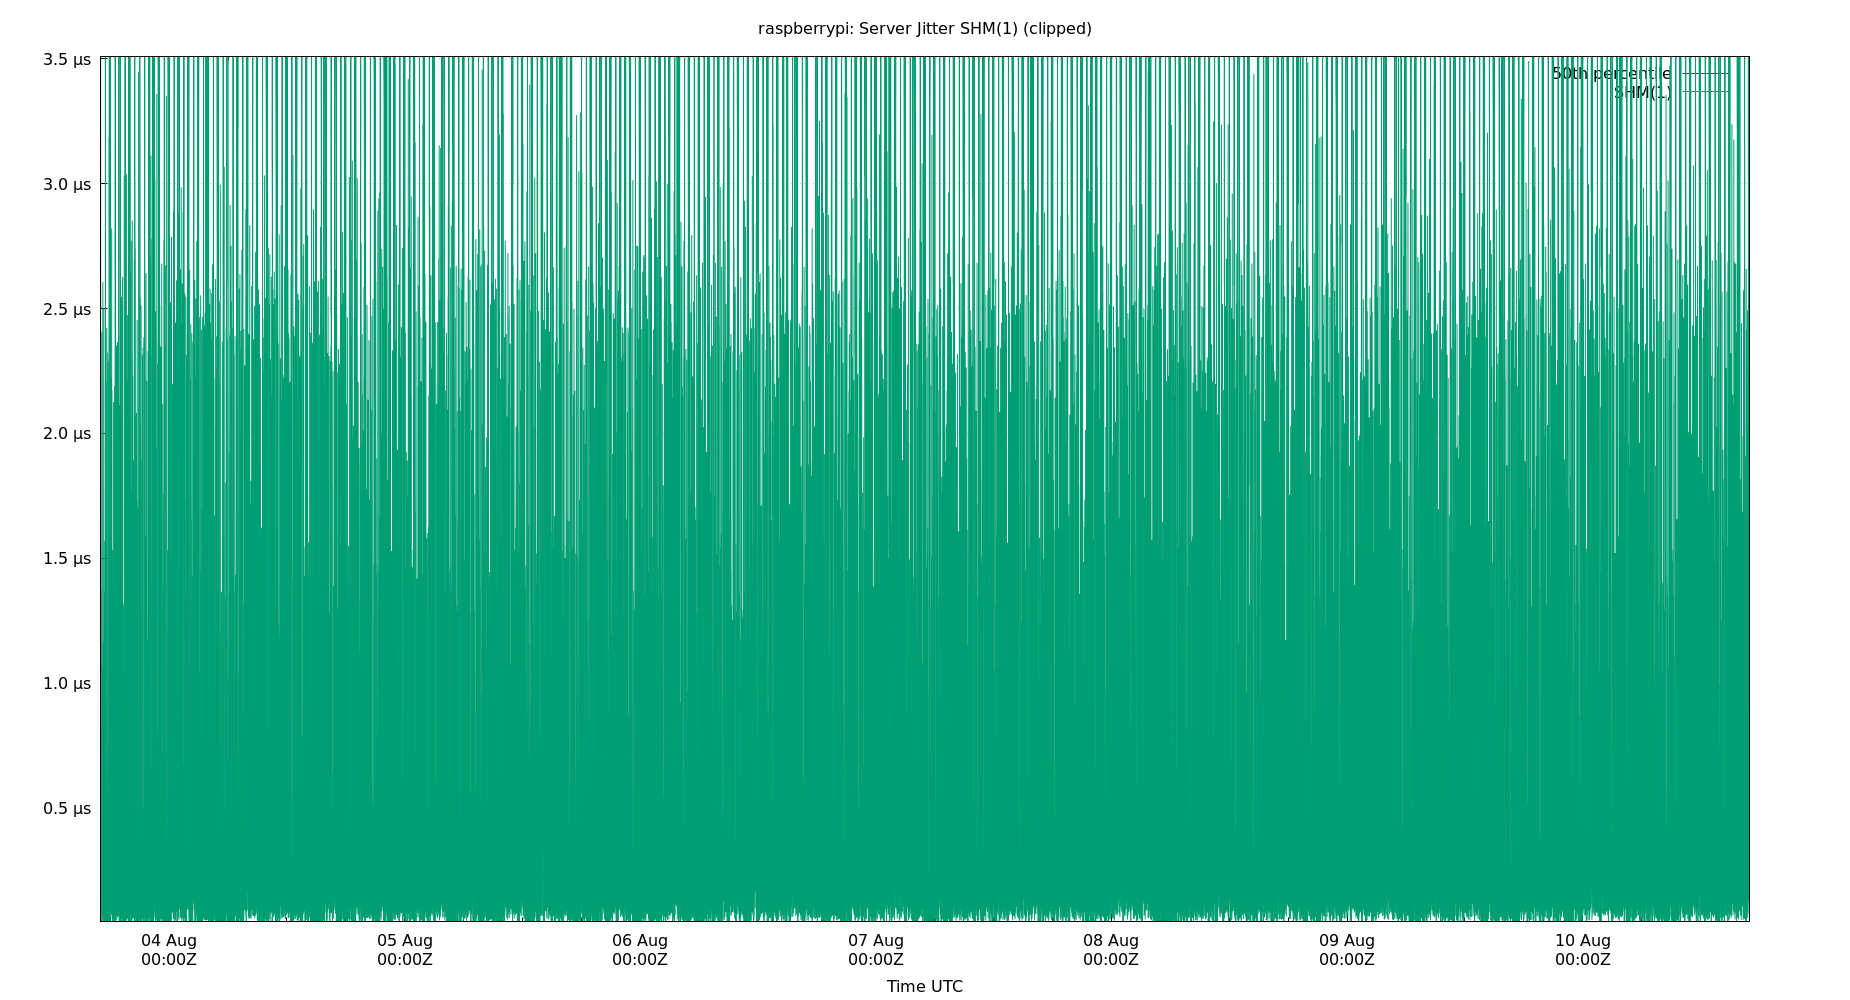 raspberrypi: Server Jitter SHM(1) (clipped)
3.5 µs
50th percentile
SHM(1)
3.0 µs
2.5 µs
2.0 µs
1.5 µs
1.0 µs
0.5 µs
04 Aug 05 Aug 06 Aug 07 Aug 08 Aug 09 Aug 10 Aug
00:00Z 00:00Z 00:00Z 00:00Z 00:00Z 00:00Z 00:00Z
Time UTC